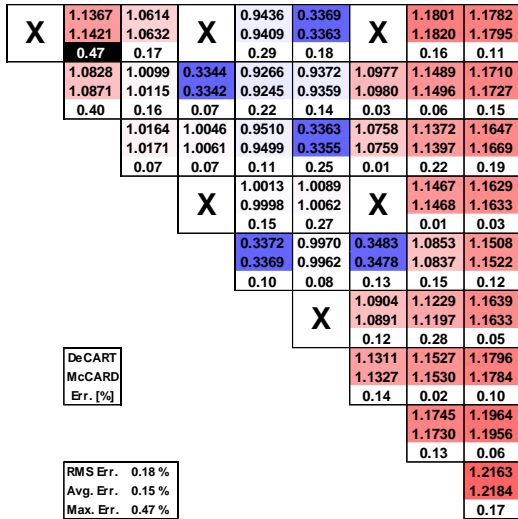 X 1.1367 1.0614 X 0.9436 0.3369 X 1.1801 1.1782
1.1421 1.0632 0.9409 0.3363 1.1820 1.1795
0.47 0.17 0.29 0.18 0.16 0.11
1.0828 1.0099 0.3344 0.9266 0.9372 1.0977 1.1489 1.1710
1.0871 1.0115 0.3342 0.9245 0.9359 1.0980 1.1496 1.1727
0.40 0.16 0.07 0.22 0.14 0.03 0.06 0.15
1.0164 1.0046 0.9510 0.3363 1.0758 1.1372 1.1647
1.0171 1.0061 0.9499 0.3355 1.0759 1.1397 1.1669
0.07 0.07 0.11 0.25 0.01 0.22 0.19
X 1.0013 1.0089 X 1.1467 1.1629
0.9998 1.0062 1.1468 1.1633
0.15 0.27 0.01 0.03
0.3372 0.9970 0.3483 1.0853 1.1508
0.3369 0.9962 0.3478 1.0837 1.1522
0.10 0.08 0.13 0.15 0.12
X 1.0904 1.1229 1.1639
1.0891 1.1197 1.1633
0.12 0.28 0.05
DeCART 1.1311 1.1527 1.1796
McCARD 1.1327 1.1530 1.1784
Err. [%] 0.14 0.02 0.10
1.1745 1.1964
1.1730 1.1956
0.13 0.06
RMS Err. 0.18 % 1.2163
Avg. Err. 0.15 % 1.2184
Max. Err. 0.47 % 0.17